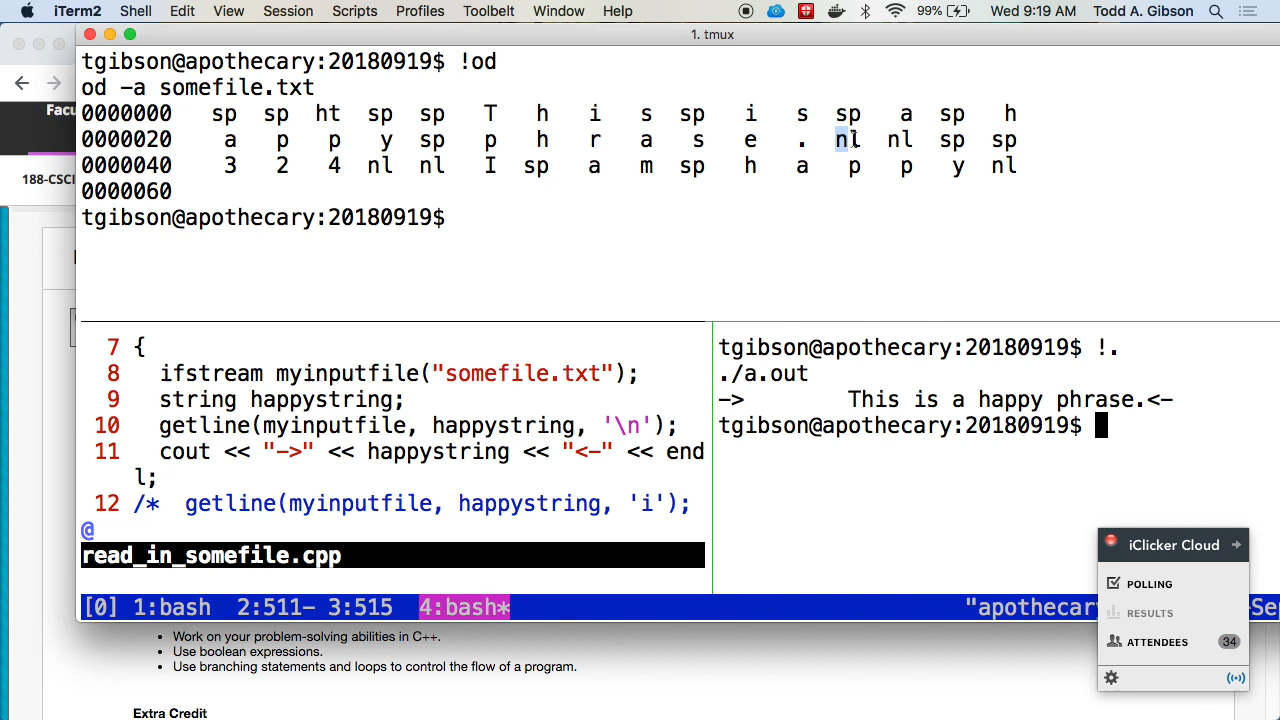 iTerm2 Shell Edit View Session Scripts Profiles Toolbelt Window Help 99% Wed 9:19 AM Todd A. Gibson
1. tmux
tgibson@apothecary:20180919$ !od
od -a somefile.txt
0000000 sp sp ht sp sp T h i s sp i s sp a sp h
0000020 a p p y sp p h r a s e . nl nl sp sp
0000040 3 2 4 nl nl I sp a m sp h a p p y nl
0000060
tgibson@apothecary:20180919$
Facu
188-CSCI
7 {
8 ifstream myinputfile("somefile.txt");
9 string happystring;
10 getline(myinputfile, happystring, '\n');
11 cout << "->" << happystring << "<-" << end
l;
12 /* getline(myinputfile, happystring, 'i');
@
read_in_somefile.cpp
tgibson@apothecary:20180919$ !.
./a.out
-> This is a happy phrase.<-
tgibson@apothecary:20180919$
[0] 1:bash 2:511- 3:515 4:bash* "apothecary -Sep
iClicker Cloud
POLLING
RESULTS
ATTENDEES 34
• Work on your problem-solving abilities in C++.
• Use boolean expressions.
• Use branching statements and loops to control the flow of a program.
Extra Credit